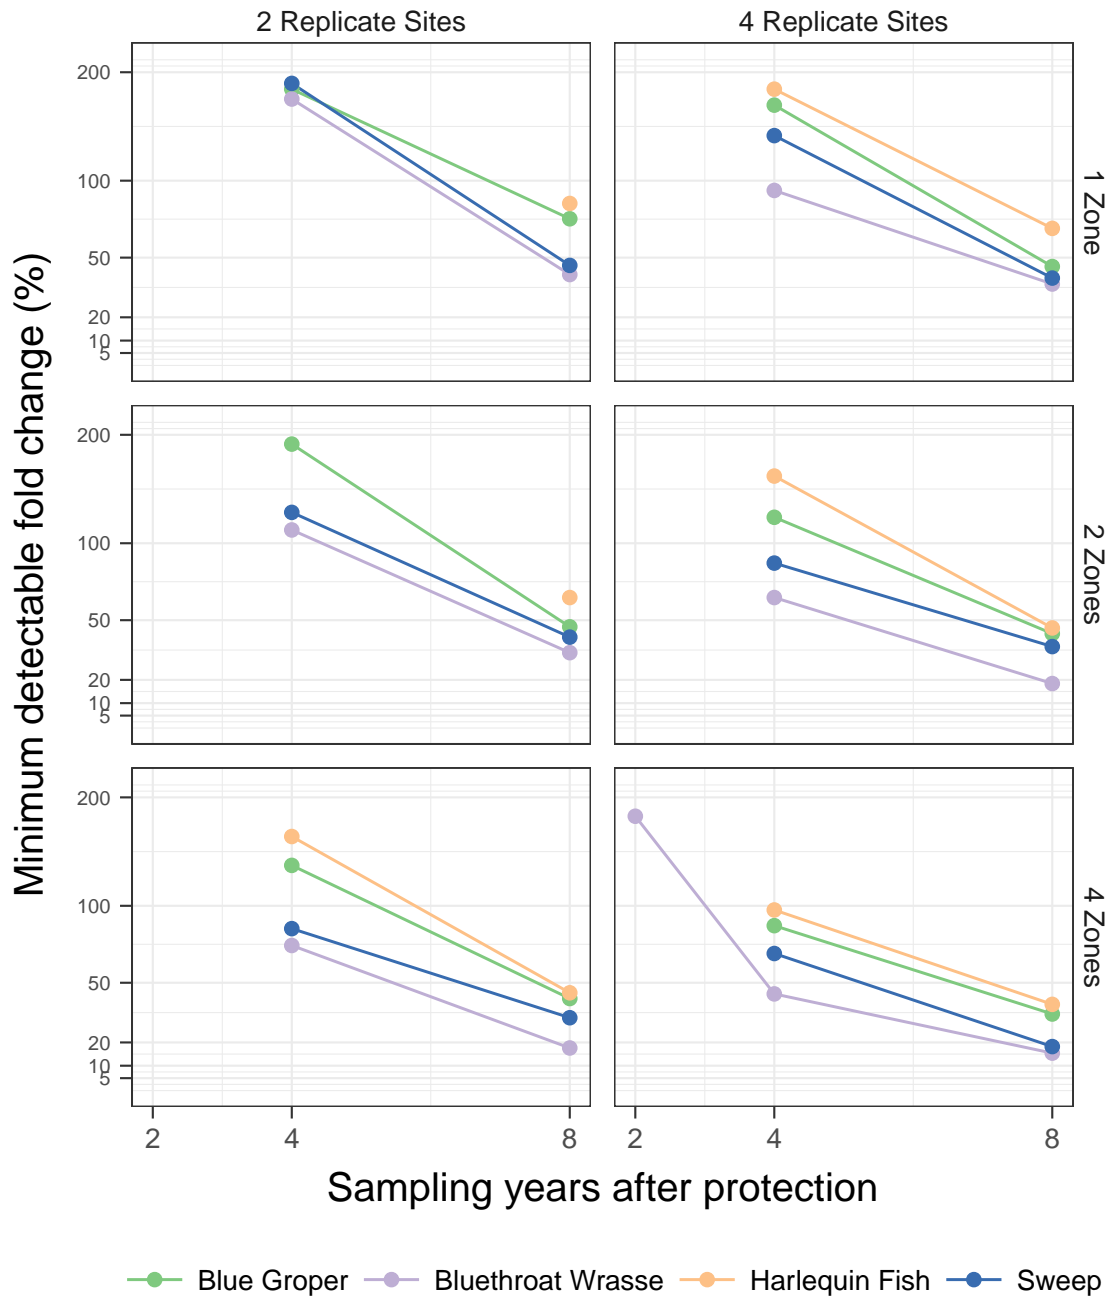 2 Replicate Sites
4 Replicate Sites
200
100
50
20
10
5
1 Zone
200
100
50
20
10
5
2 Zones
200
100
50
20
10
5
4 Zones
Minimum detectable fold change (%)
2
4
8
2
4
8
Sampling years after protection
Blue Groper
Bluethroat Wrasse
Harlequin Fish
Sweep